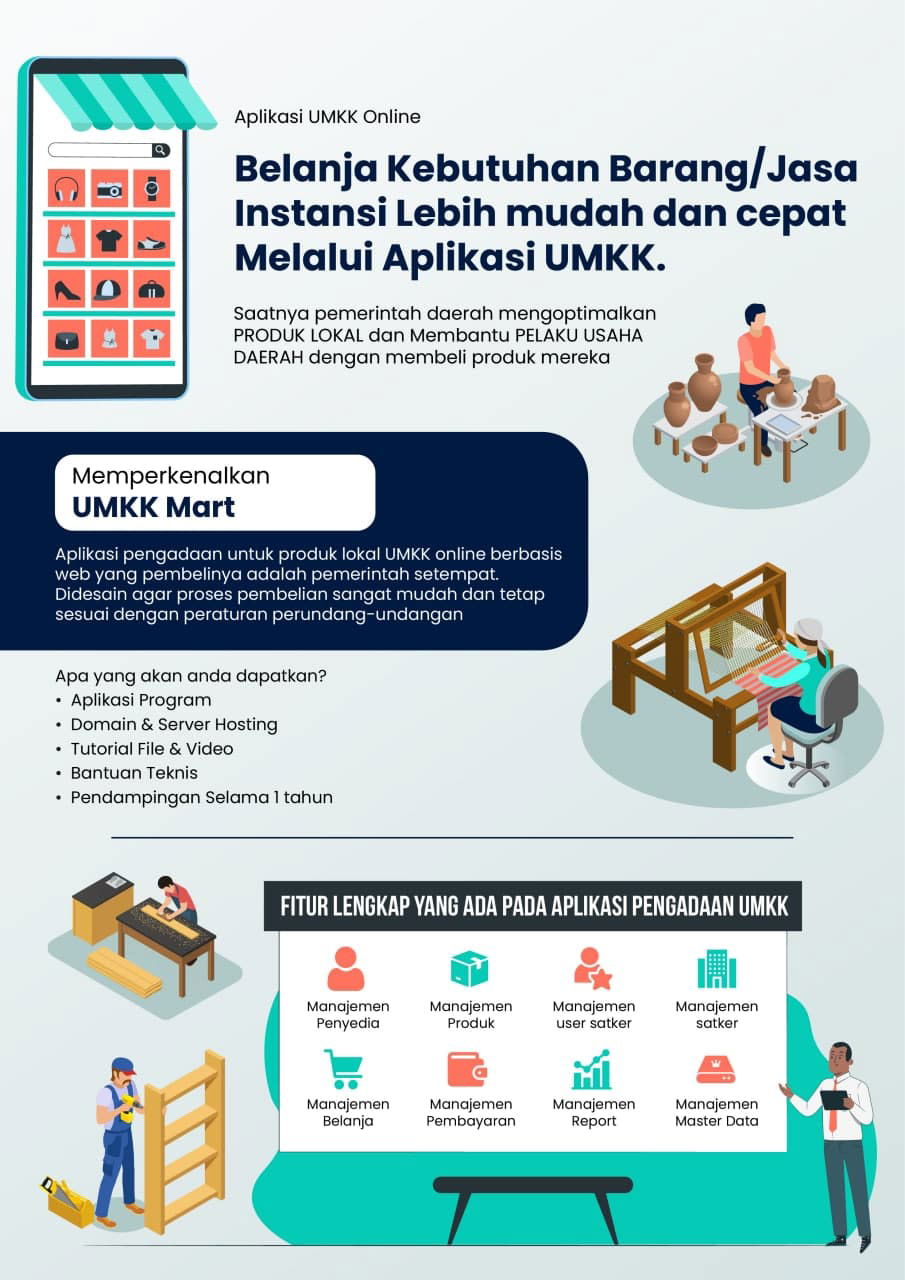 Aplikasi UMKK Online
Belanja Kebutuhan Barang/Jasa
Instansi Lebih mudah dan cepat
Melalui Aplikasi UMKK.
Saatnya pemerintah daerah mengoptimalkan
PRODUK LOKAL dan Membantu PELAKU USAHA
DAERAH dengan membeli produk mereka
Memperkenalkan
UMKK Mart
Aplikasi pengadaan untuk produk lokal UMKK online berbasis
web yang pembelinya adalah pemerintah setempat.
Didesain agar proses pembelian sangat mudah dan tetap
sesuai dengan peraturan perundang-undangan
Apa yang akan anda dapatkan?
• Aplikasi Program
• Domain & Server Hosting
• Tutorial File & Video
• Bantuan Teknis
• Pendampingan Selama 1 tahun
FITUR LENGKAP YANG ADA PADA APLIKASI PENGADAAN UMKK
Manajemen
Penyedia
Manajemen
Produk
Manajemen
user satker
Manajemen
satker
Manajemen
Belanja
Manajemen
Pembayaran
Manajemen
Report
Manajemen
Master Data